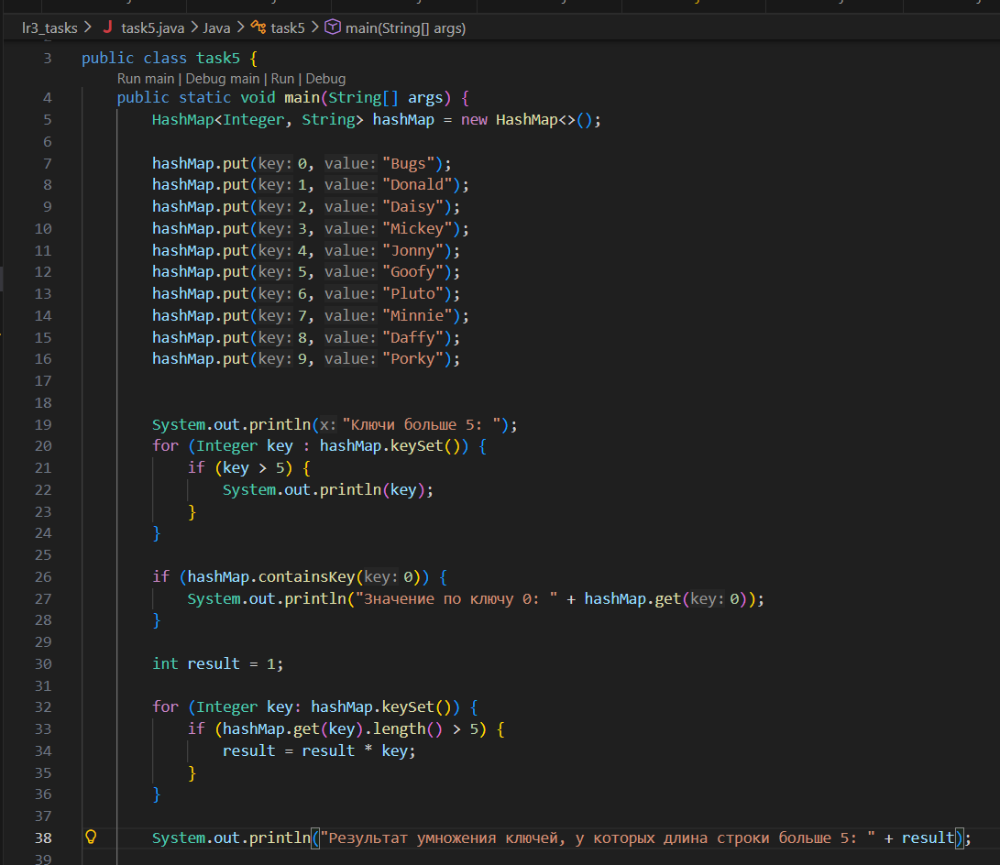 lr3_tasks > J task5.java > Java > task5 > main(String[] args)
3 public class task5 {
Run main | Debug main | Run | Debug
4 public static void main(String[] args) {
5 HashMap<Integer, String> hashMap = new HashMap<>();
6
7 hashMap.put(key: 0, value: "Bugs");
8 hashMap.put(key: 1, value: "Donald");
9 hashMap.put(key: 2, value: "Daisy");
10 hashMap.put(key: 3, value: "Mickey");
11 hashMap.put(key: 4, value: "Jonny");
12 hashMap.put(key: 5, value: "Goofy");
13 hashMap.put(key: 6, value: "Pluto");
14 hashMap.put(key: 7, value: "Minnie");
15 hashMap.put(key: 8, value: "Daffy");
16 hashMap.put(key: 9, value: "Porky");
17
18
19 System.out.println(x: "Ключи больше 5: ");
20 for (Integer key : hashMap.keySet()) {
21 if (key > 5) {
22 System.out.println(key);
23 }
24 }
25
26 if (hashMap.containsKey(key: 0)) {
27 System.out.println("Значение по ключу 0: " + hashMap.get(key: 0));
28 }
29
30 int result = 1;
31
32 for (Integer key: hashMap.keySet()) {
33 if (hashMap.get(key).length() > 5) {
34 result = result * key;
35 }
36 }
37
38 System.out.println("Результат умножения ключей, у которых длина строки больше 5: " + result);
39